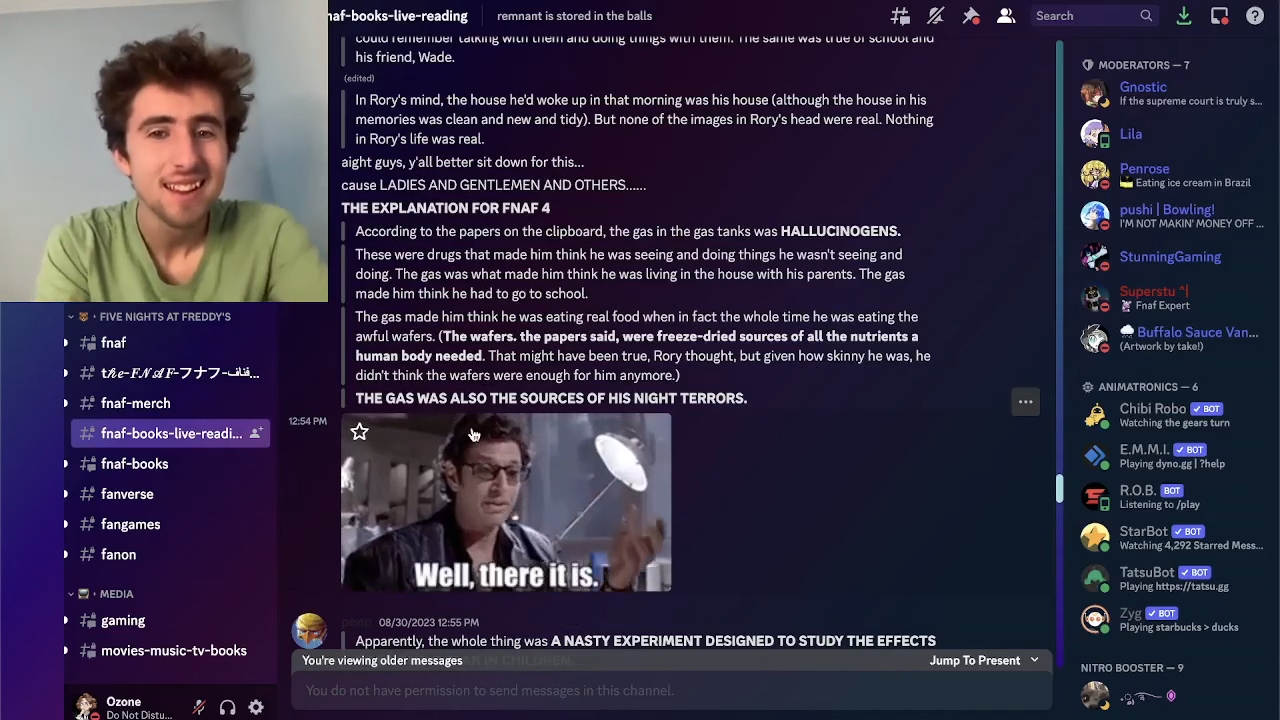 fnaf-books-live-reading
remnant is stored in the balls
Search
could remember talking with them and doing things with them. The same was true of school and
his friend, Wade.
(edited)
In Rory's mind, the house he'd woke up in that morning was his house (although the house in his
memories was clean and new and tidy). But none of the images in Rory's head were real. Nothing
in Rory's life was real.
aight guys, y'all better sit down for this...
cause LADIES AND GENTLEMEN AND OTHERS......
THE EXPLANATION FOR FNAF 4
According to the papers on the clipboard, the gas in the gas tanks was HALLUCINOGENS.
These were drugs that made him think he was seeing and doing things he wasn't seeing and
doing. The gas was what made him think he was living in the house with his parents. The gas
made him think he had to go to school.
The gas made him think he was eating real food when in fact the whole time he was eating the
awful wafers. (The wafers. the papers said, were freeze-dried sources of all the nutrients a
human body needed. That might have been true, Rory thought, but given how skinny he was, he
didn't think the wafers were enough for him anymore.)
THE GAS WAS ALSO THE SOURCES OF HIS NIGHT TERRORS.
12:54 PM
Well, there it is.
08/30/2023 12:55 PM
Apparently, the whole thing was A NASTY EXPERIMENT DESIGNED TO STUDY THE EFFECTS
IN CHILDREN.
You're viewing older messages
Jump To Present
You do not have permission to send messages in this channel.
FIVE NIGHTS AT FREDDY'S
fnaf
the-FNAF-フナフ-فناف...
fnaf-merch
fnaf-books-live-readi...
fnaf-books
fanverse
fangames
fanon
MEDIA
gaming
movies-music-tv-books
Ozone
Do Not Distu...
MODERATORS — 7
Gnostic
If the supreme court is truly s...
Lila
Penrose
Eating ice cream in Brazil
pushi | Bowling!
I'M NOT MAKIN' MONEY OFF ...
StunningGaming
Superstu ^|
Fnaf Expert
Buffalo Sauce Van...
(Artwork by take!)
ANIMATRONICS — 6
Chibi Robo BOT
Watching the gears turn
E.M.M.I. BOT
Playing dyno.gg | ?help
R.O.B. BOT
Listening to /play
StarBot BOT
Watching 4,292 Starred Mess...
TatsuBot BOT
Playing https://tatsu.gg
Zyg BOT
Playing starbucks > ducks
NITRO BOOSTER — 9